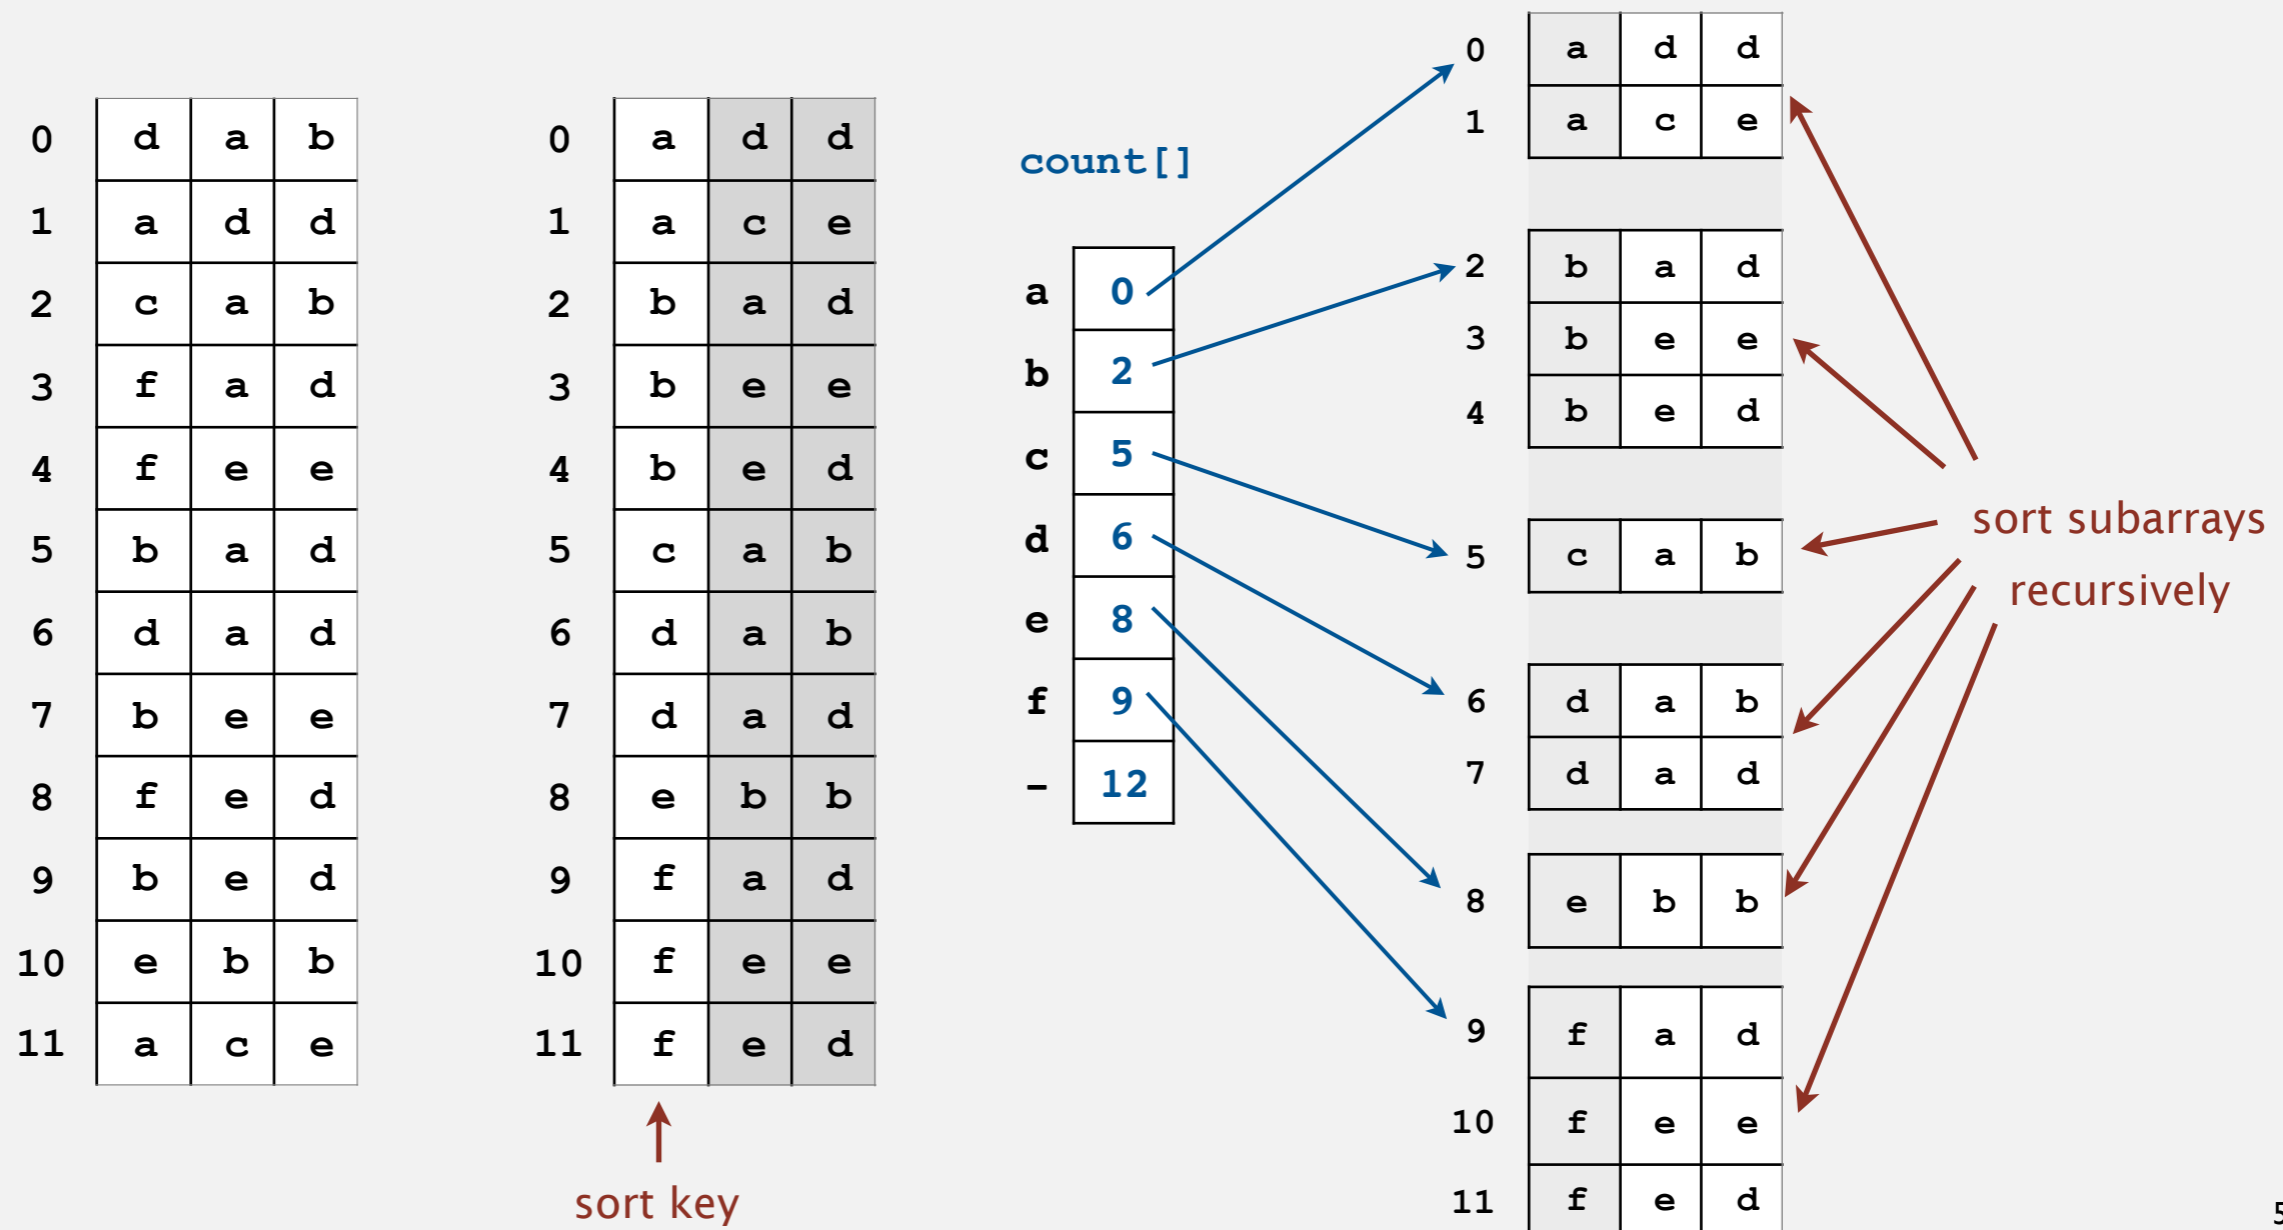 0 d a b
1 a d d
2 c a b
3 f a d
4 f e e
5 b a d
6 d a d
7 b e e
8 f e d
9 b e d
10 e b b
11 a c e
0 a d d
1 a c e
2 b a d
3 b e e
4 b e d
5 c a b
6 d a b
7 d a d
8 e b b
9 f a d
10 f e e
11 f e d
sort key
count[]
a 0
b 2
c 5
d 6
e 8
f 9
- 12
0 a d d
1 a c e
2 b a d
3 b e e
4 b e d
5 c a b
6 d a b
7 d a d
8 e b b
9 f a d
10 f e e
11 f e d
sort subarrays
recursively